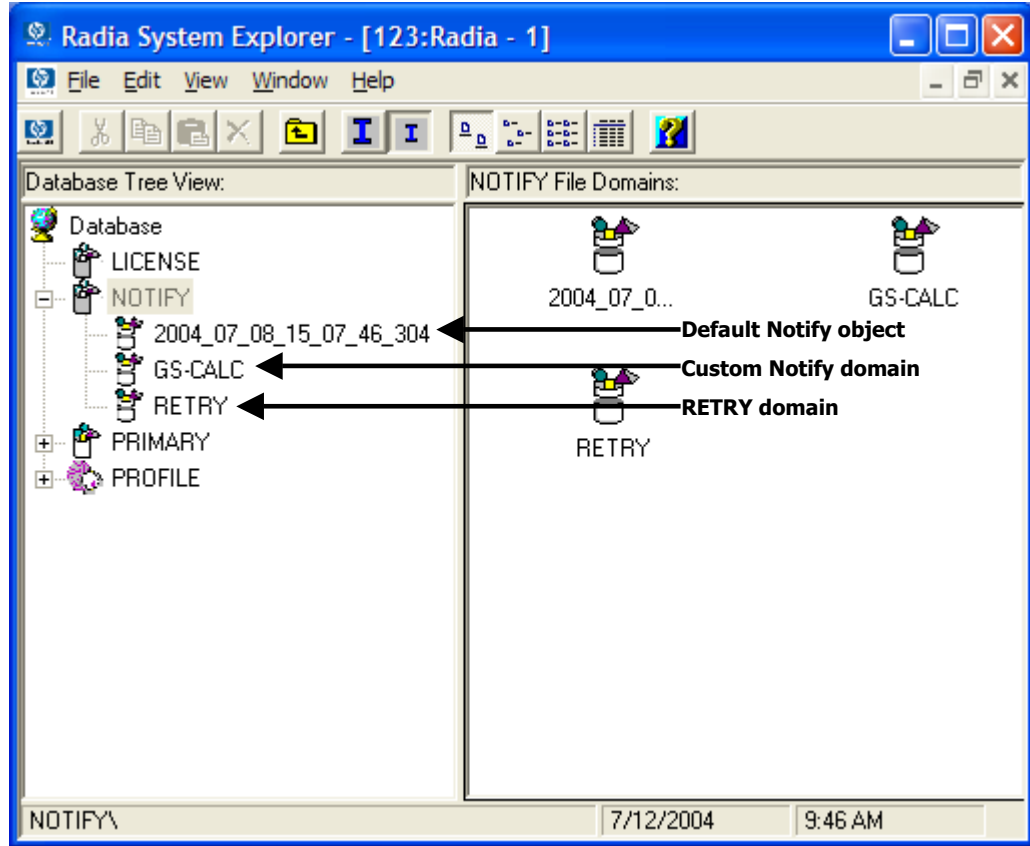 Radia System Explorer - [123:Radia - 1]
File Edit View Window Help
Database Tree View:
NOTIFY File Domains:
Database
LICENSE
NOTIFY
2004_07_08_15_07_46_304
GS-CALC
RETRY
PRIMARY
PROFILE
2004_07_0...
GS-CALC
Default Notify object
Custom Notify domain
RETRY domain
RETRY
NOTIFY\ 7/12/2004 9:46 AM